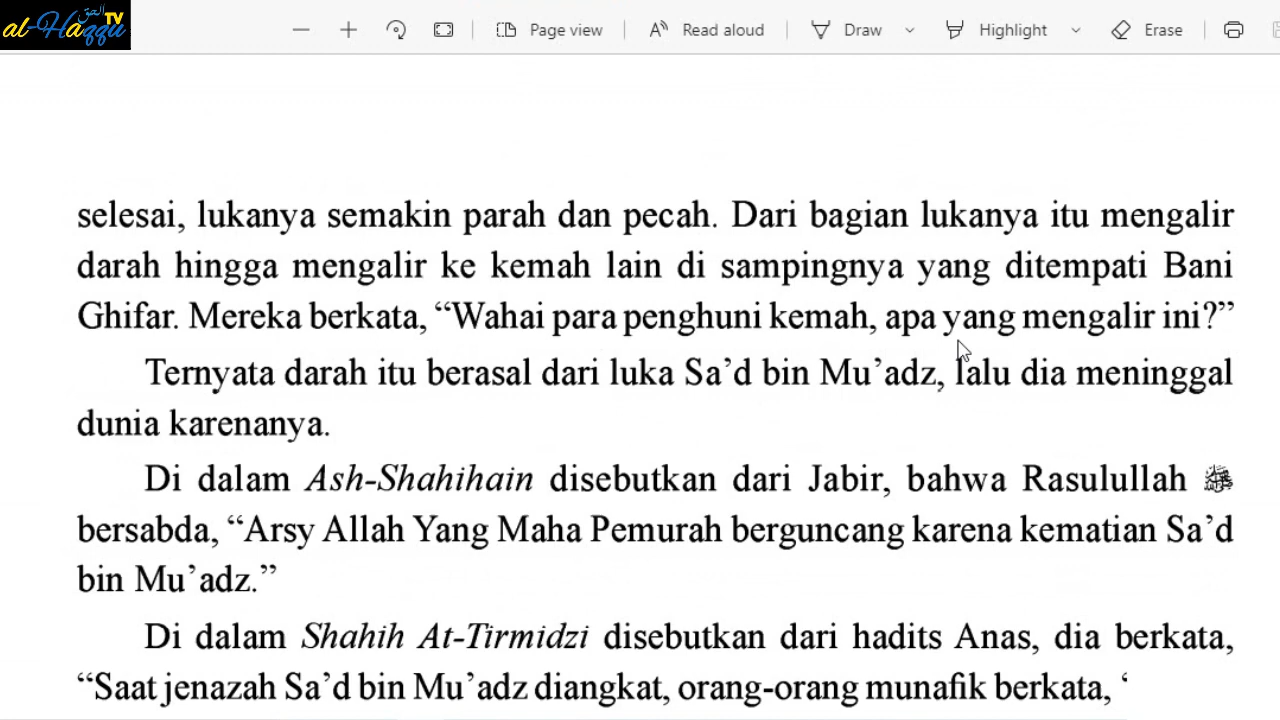 al-Haqqu TV
الحق
Page view
Read aloud
Draw
Highlight
Erase
selesai, lukanya semakin parah dan pecah. Dari bagian lukanya itu mengalir
darah hingga mengalir ke kemah lain di sampingnya yang ditempati Bani
Ghifar. Mereka berkata, “Wahai para penghuni kemah, apa yang mengalir ini?”
Ternyata darah itu berasal dari luka Sa’d bin Mu’adz, lalu dia meninggal
dunia karenanya.
Di dalam Ash-Shahihain disebutkan dari Jabir, bahwa Rasulullah ﷺ
bersabda, “Arsy Allah Yang Maha Pemurah berguncang karena kematian Sa’d
bin Mu’adz.”
Di dalam Shahih At-Tirmidzi disebutkan dari hadits Anas, dia berkata,
“Saat jenazah Sa’d bin Mu’adz diangkat, orang-orang munafik berkata, ‘